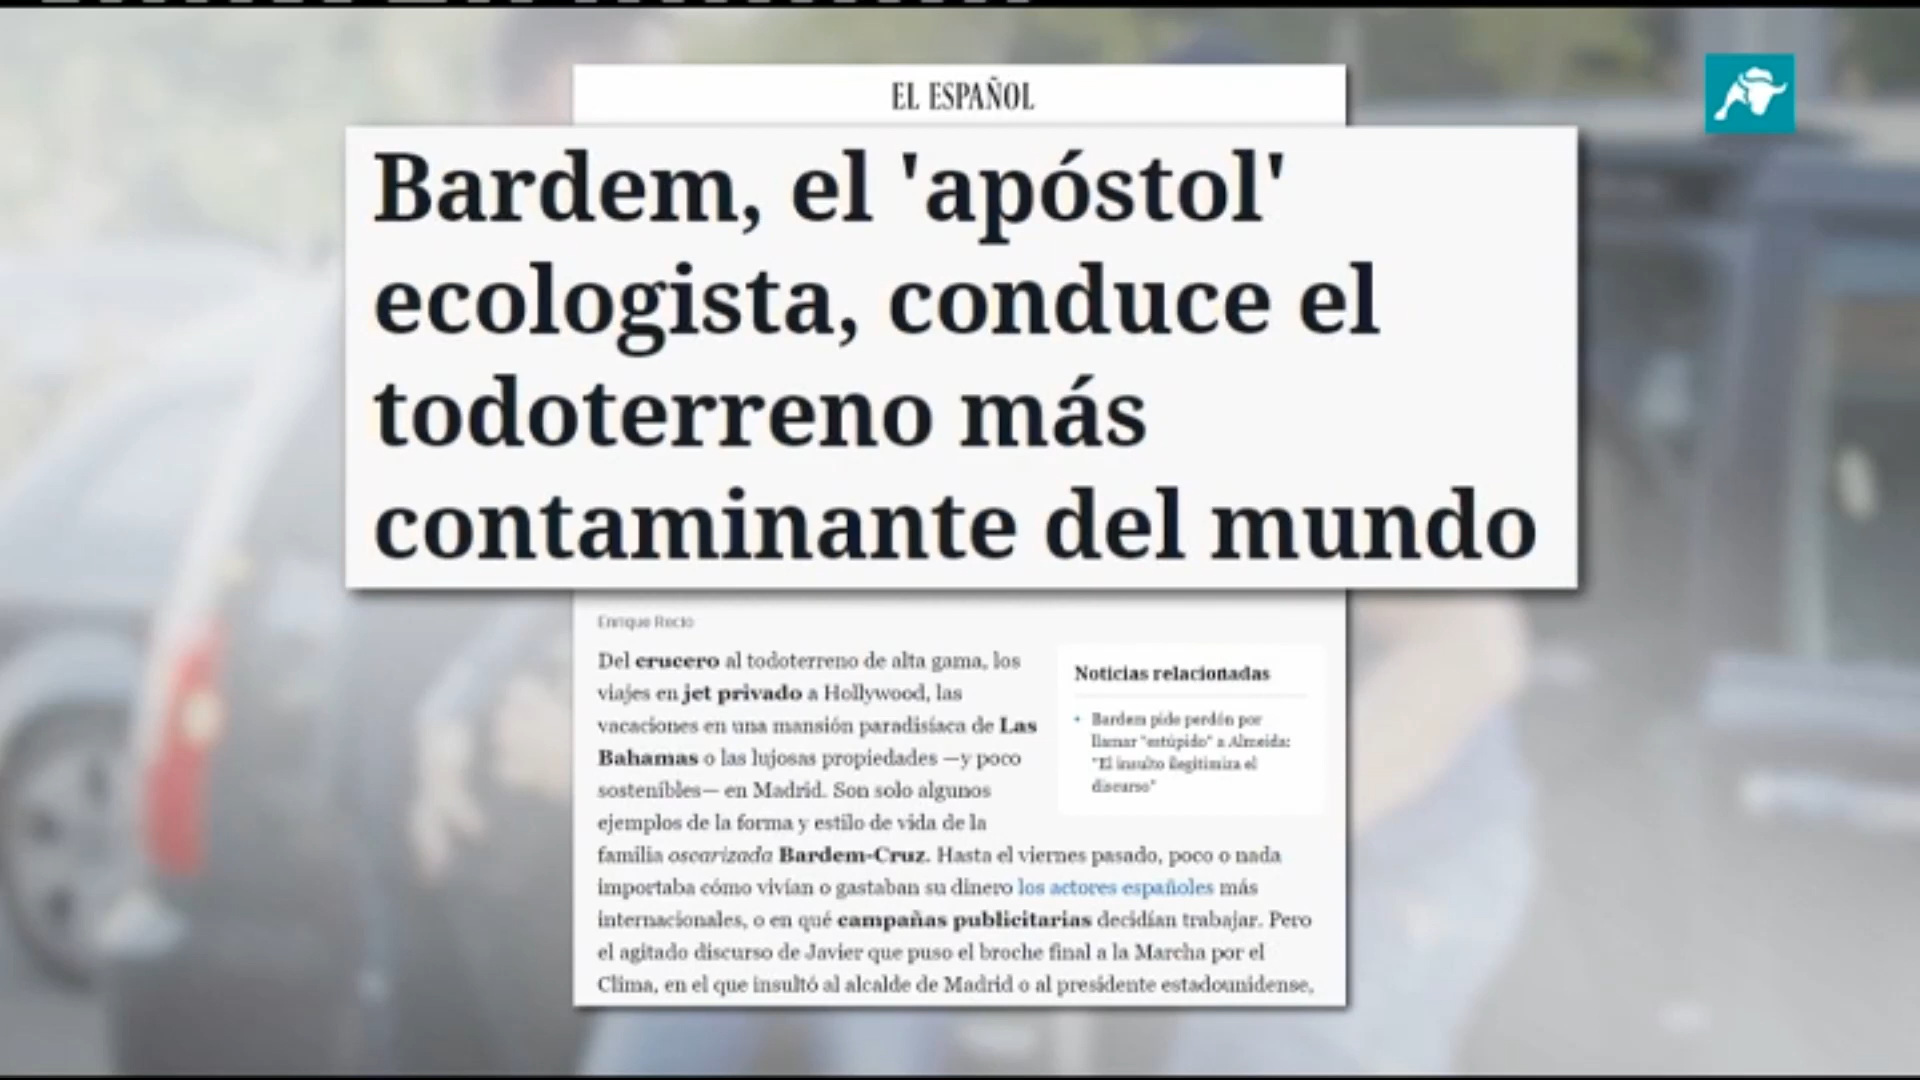 EL ESPAÑOL
Bardem, el 'apóstol'
ecologista, conduce el
todoterreno más
contaminante del mundo
Enrique Recio
Del crucero al todoterreno de alta gama, los
viajes en jet privado a Hollywood, las
vacaciones en una mansión paradisíaca de Las
Bahamas o las lujosas propiedades —y poco
sostenibles— en Madrid. Son solo algunos
ejemplos de la forma y estilo de vida de la
familia oscarizada Bardem-Cruz. Hasta el viernes pasado, poco o nada
importaba cómo vivían o gastaban su dinero los actores españoles más
internacionales, o en qué campañas publicitarias decidían trabajar. Pero
el agitado discurso de Javier que puso el broche final a la Marcha por el
Clima, en el que insultó al alcalde de Madrid o al presidente estadounidense,
Noticias relacionadas
• Bardem pide perdón por
llamar "estúpido" a Almeida:
"El insulto ilegitimiza el
discurso"